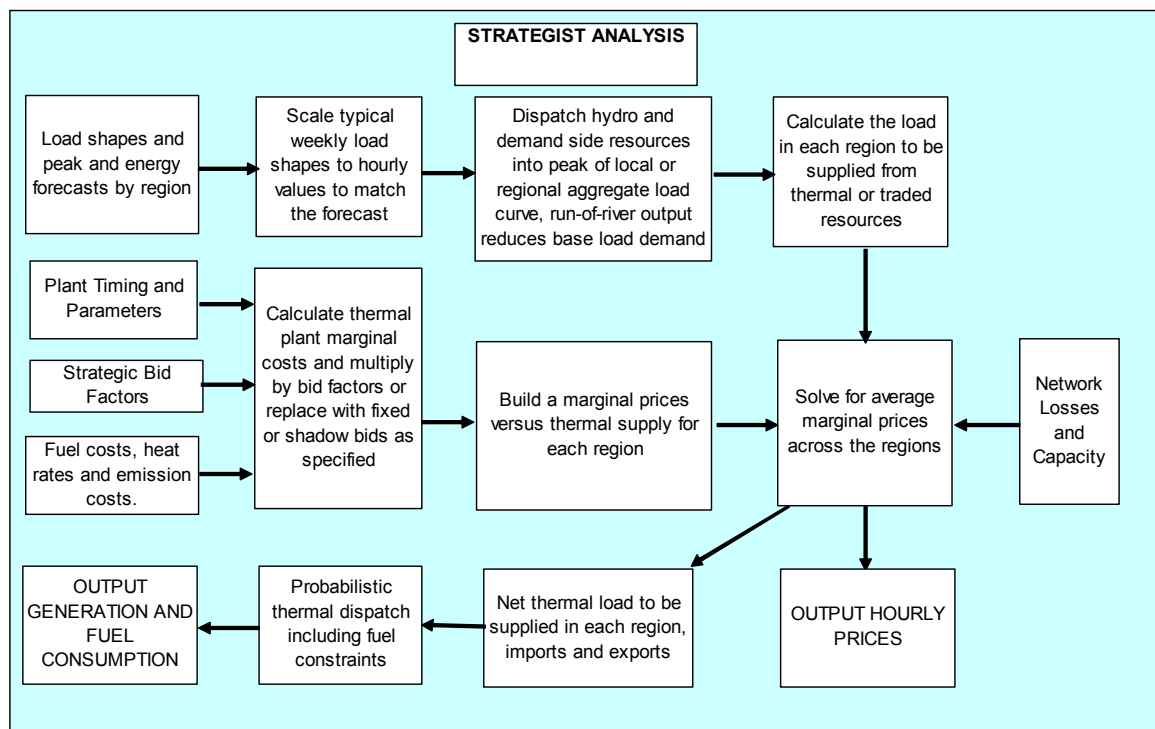 STRATEGIST ANALYSIS
Load shapes and
peak and energy
forecasts by region
Scale typical
weekly load
shapes to hourly
values to match
the forecast
Dispatch hydro and
demand side resources
into peak of local or
regional aggregate load
curve, run-of-river output
reduces base load demand
Calculate the load
in each region to be
supplied from
thermal or traded
resources
Plant Timing and
Parameters
Strategic Bid
Factors
Fuel costs, heat
rates and emission
costs.
Calculate thermal
plant marginal
costs and multiply
by bid factors or
replace with fixed
or shadow bids as
specified
Build a marginal prices
versus thermal supply for
each region
Solve for average
marginal prices
across the regions
Network
Losses
and
Capacity
OUTPUT
GENERATION AND
FUEL
CONSUMPTION
Probabilistic
thermal dispatch
including fuel
constraints
Net thermal load to be
supplied in each region,
imports and exports
OUTPUT HOURLY
PRICES